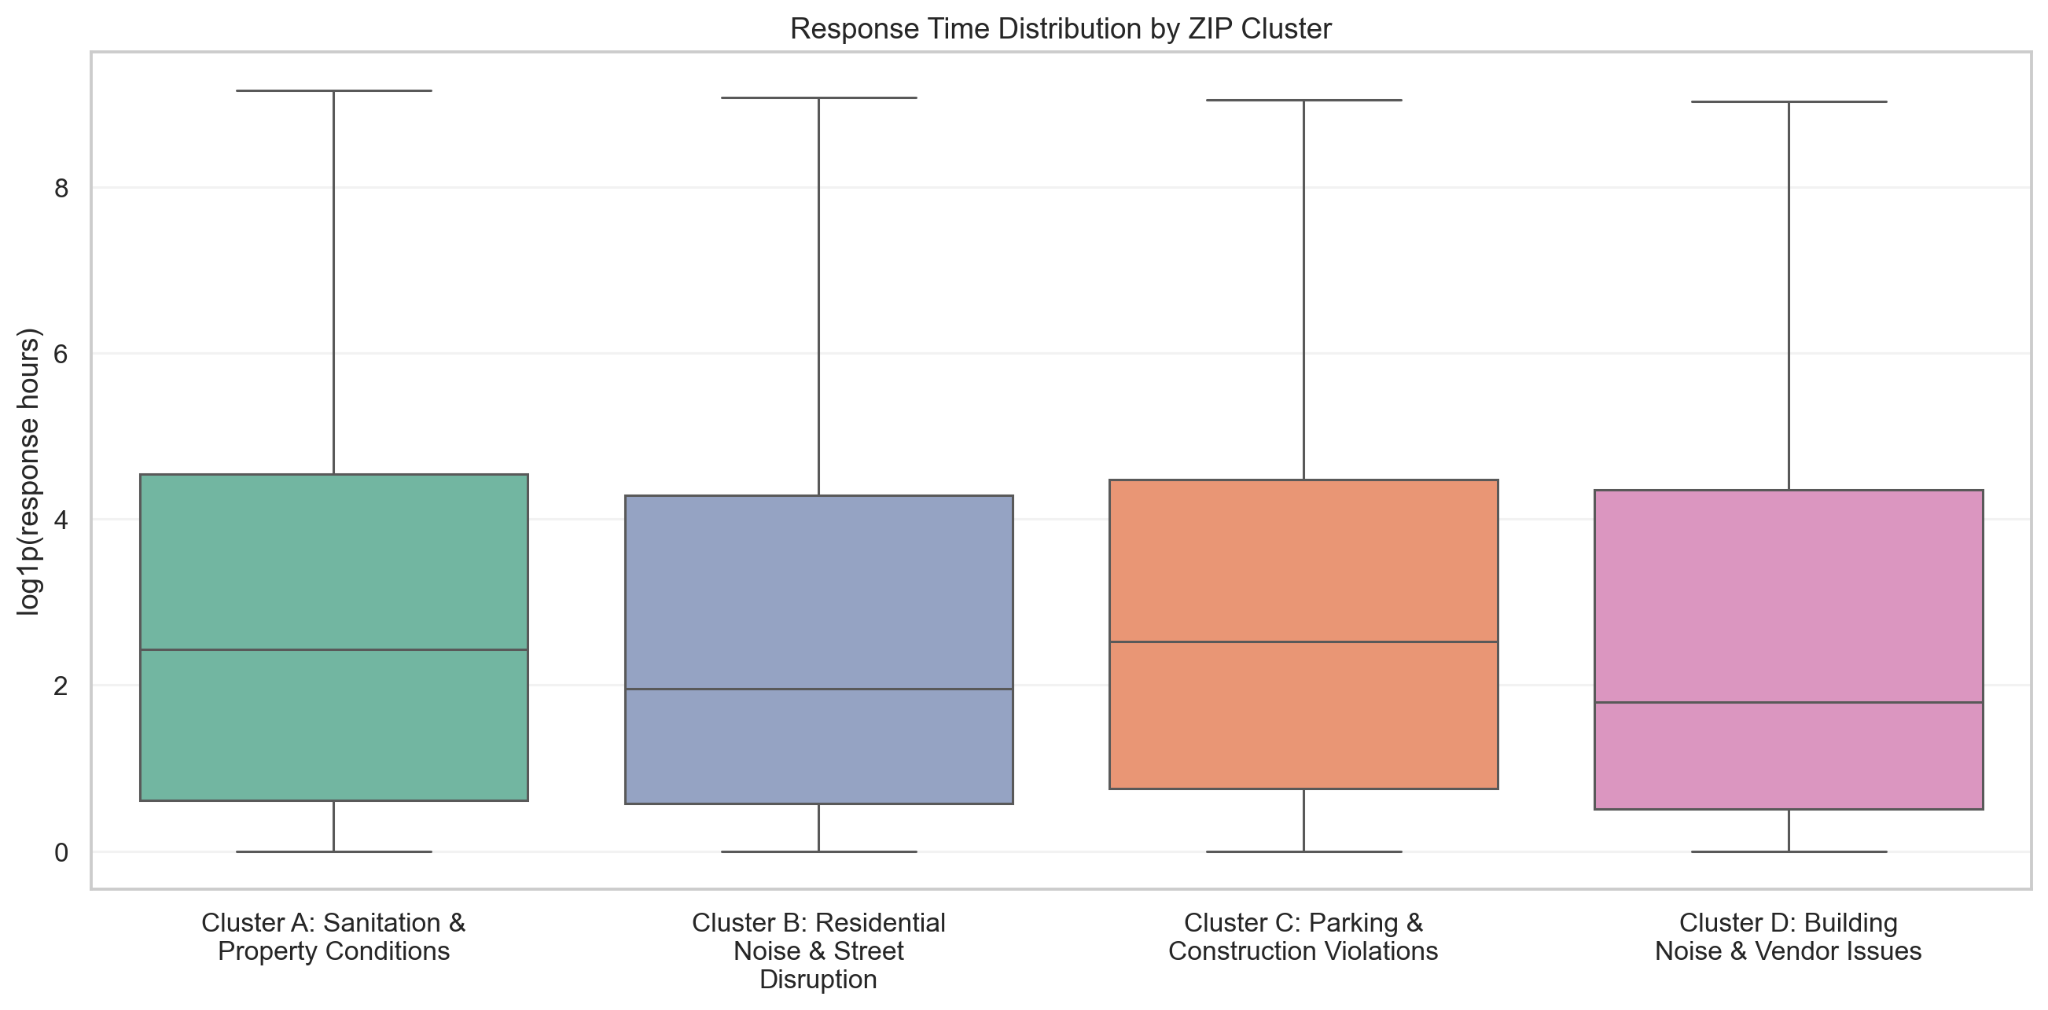 Response Time Distribution by ZIP Cluster
log1p(response hours)
8
6
4
2
0
Cluster A: Sanitation &
Property Conditions
Cluster B: Residential
Noise & Street
Disruption
Cluster C: Parking &
Construction Violations
Cluster D: Building
Noise & Vendor Issues